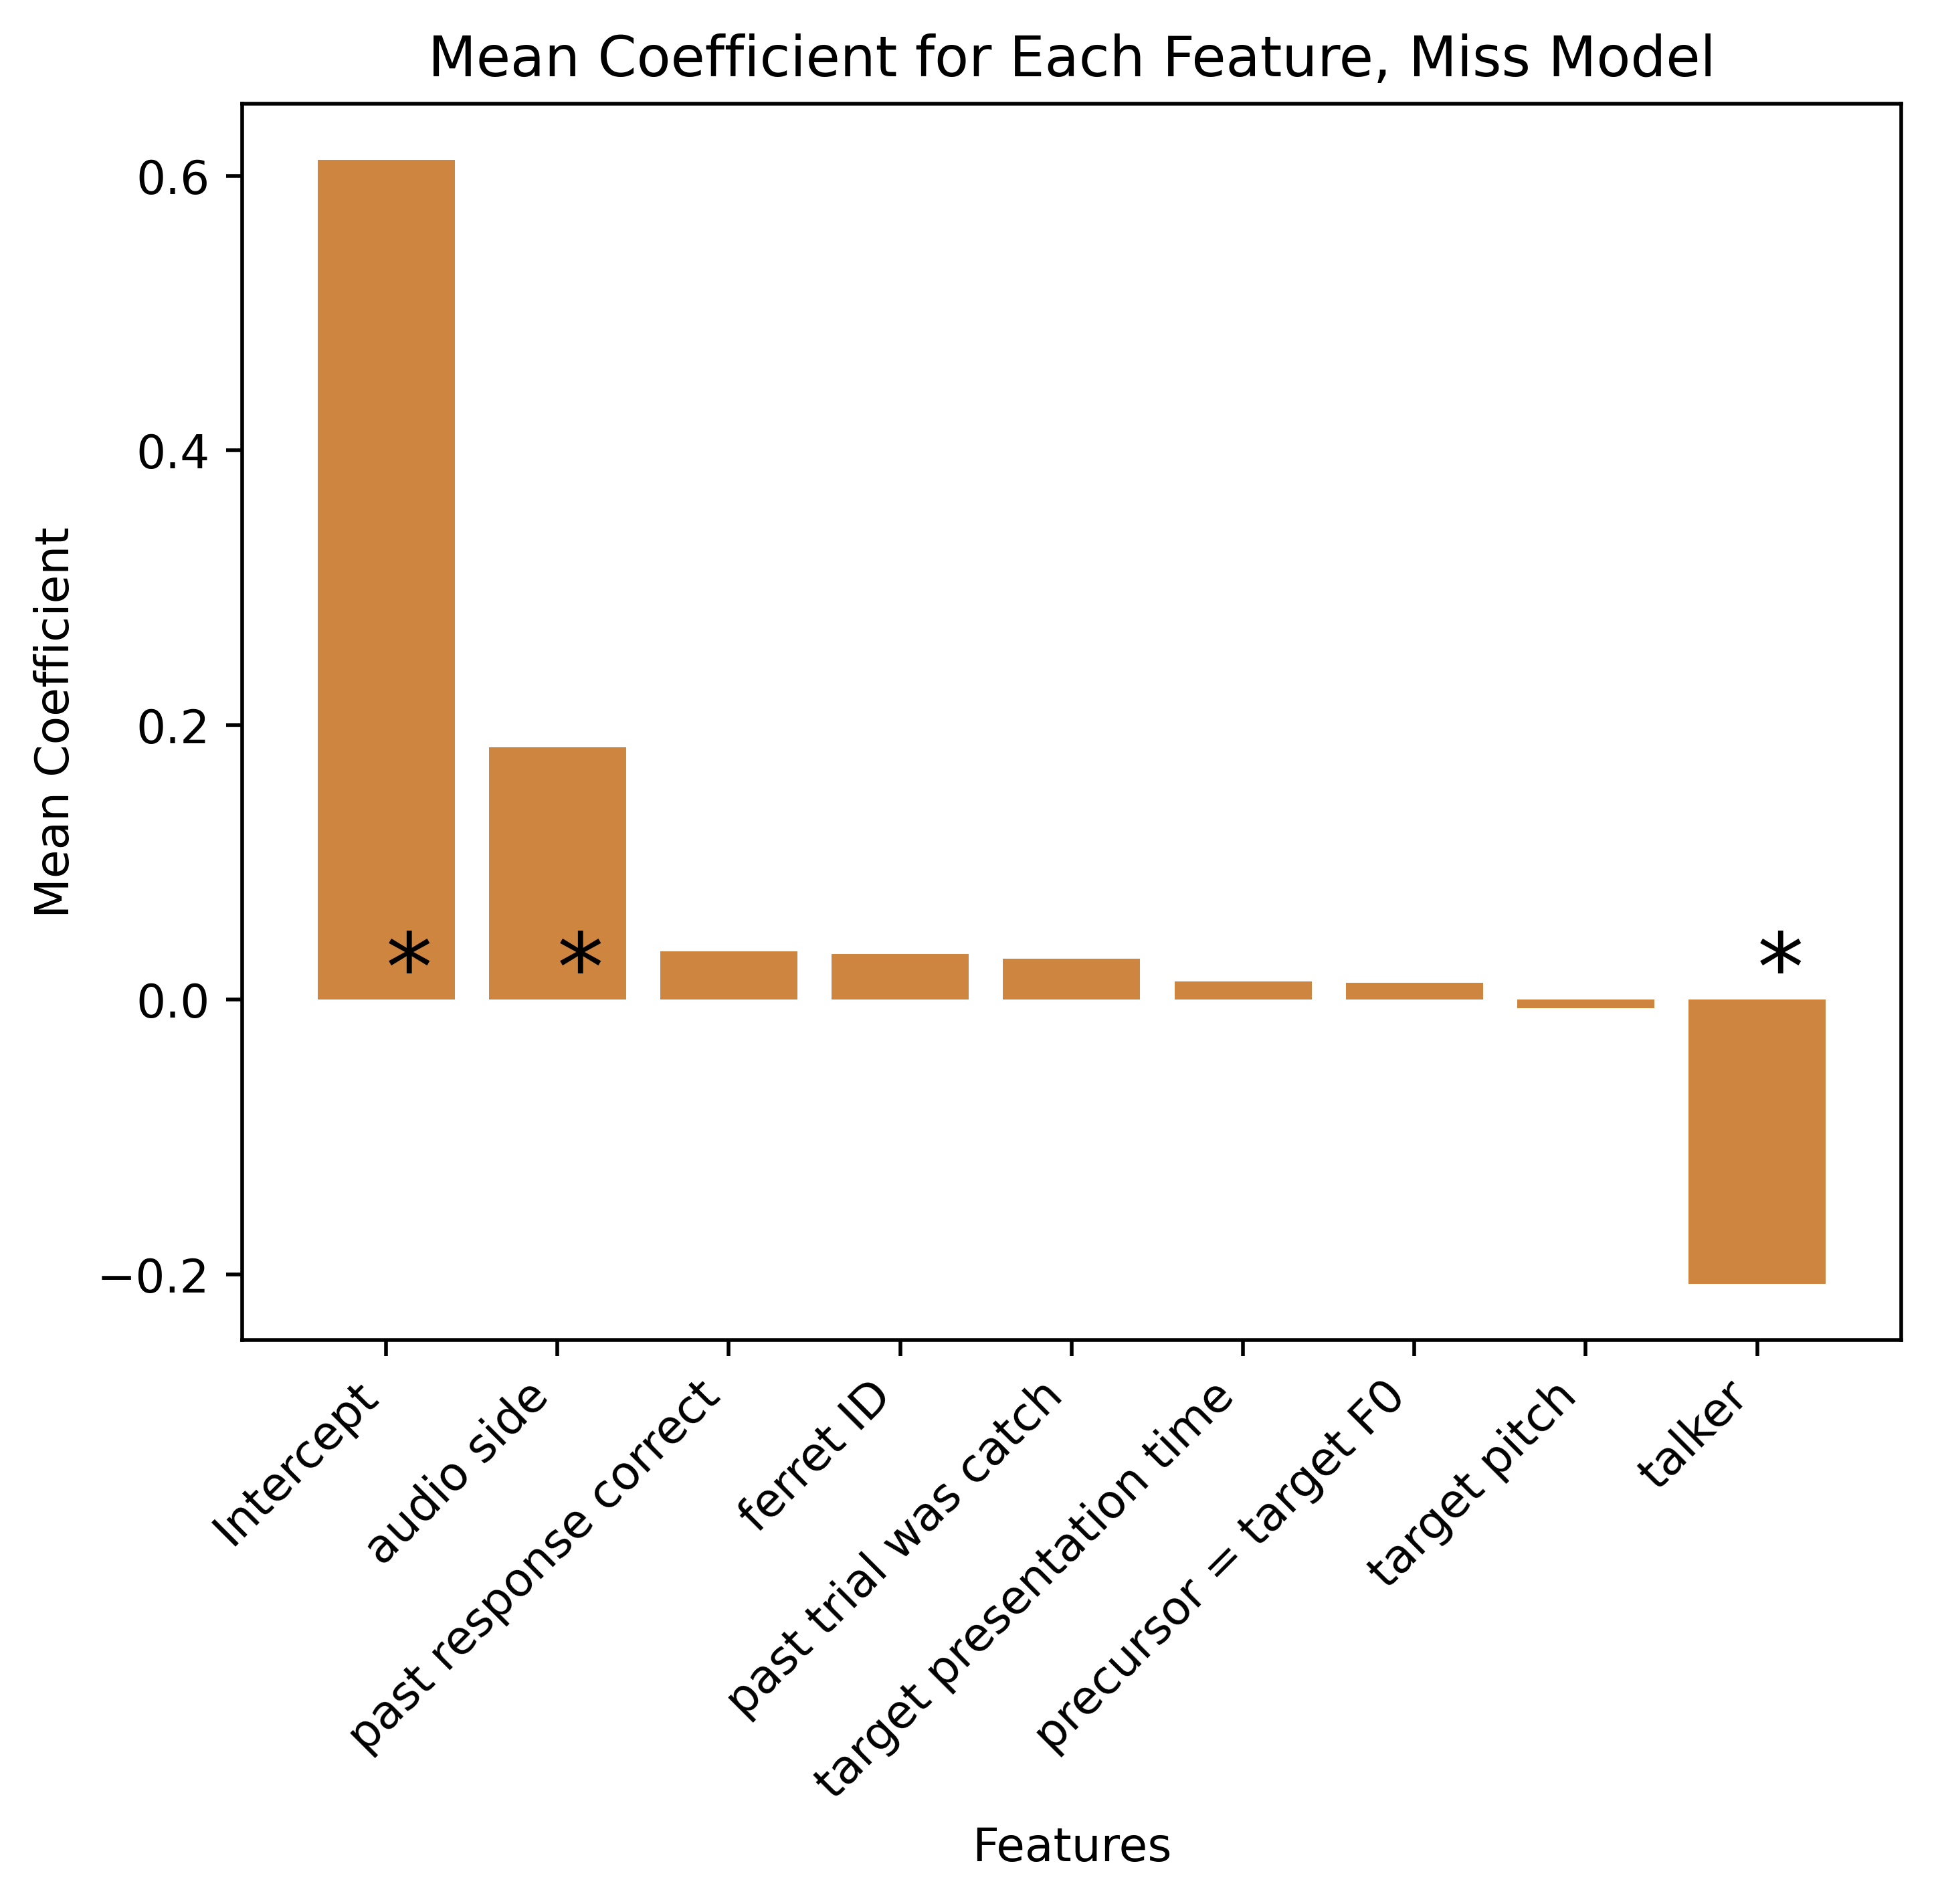 Mean Coefficient for Each Feature, Miss Model
Mean Coefficient
0.6
0.4
0.2
0.0
−0.2
*
*
*
Intercept
audio side
past response correct
ferret ID
past trial was catch
target presentation time
precursor = target F0
target pitch
talker
Features